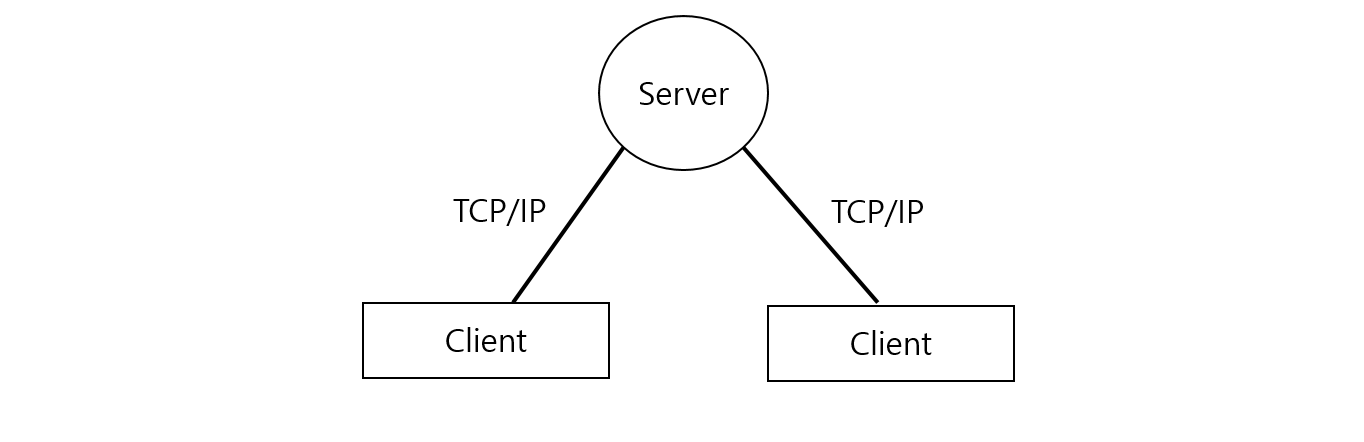 Server
TCP/IP
TCP/IP
Client
Client